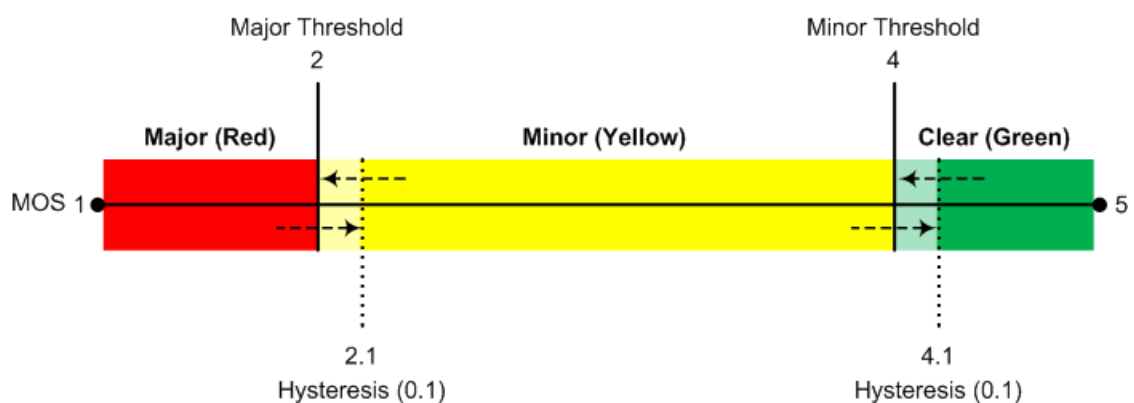 Major Threshold
2
Minor Threshold
4
Major (Red)
Minor (Yellow)
Clear (Green)
MOS 1
5
2.1
Hysteresis (0.1)
4.1
Hysteresis (0.1)